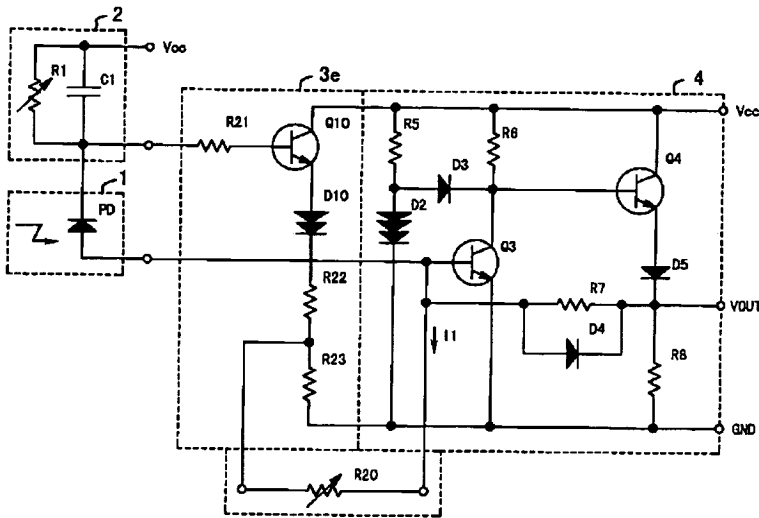 2
Vcc
R1
C1
3e
4
R21
Q10
R5
R6
Vcc
D3
Q4
1
PD
D10
D2
Q3
D5
R22
R7
VOUT
I1
D4
R23
R8
GND
R20